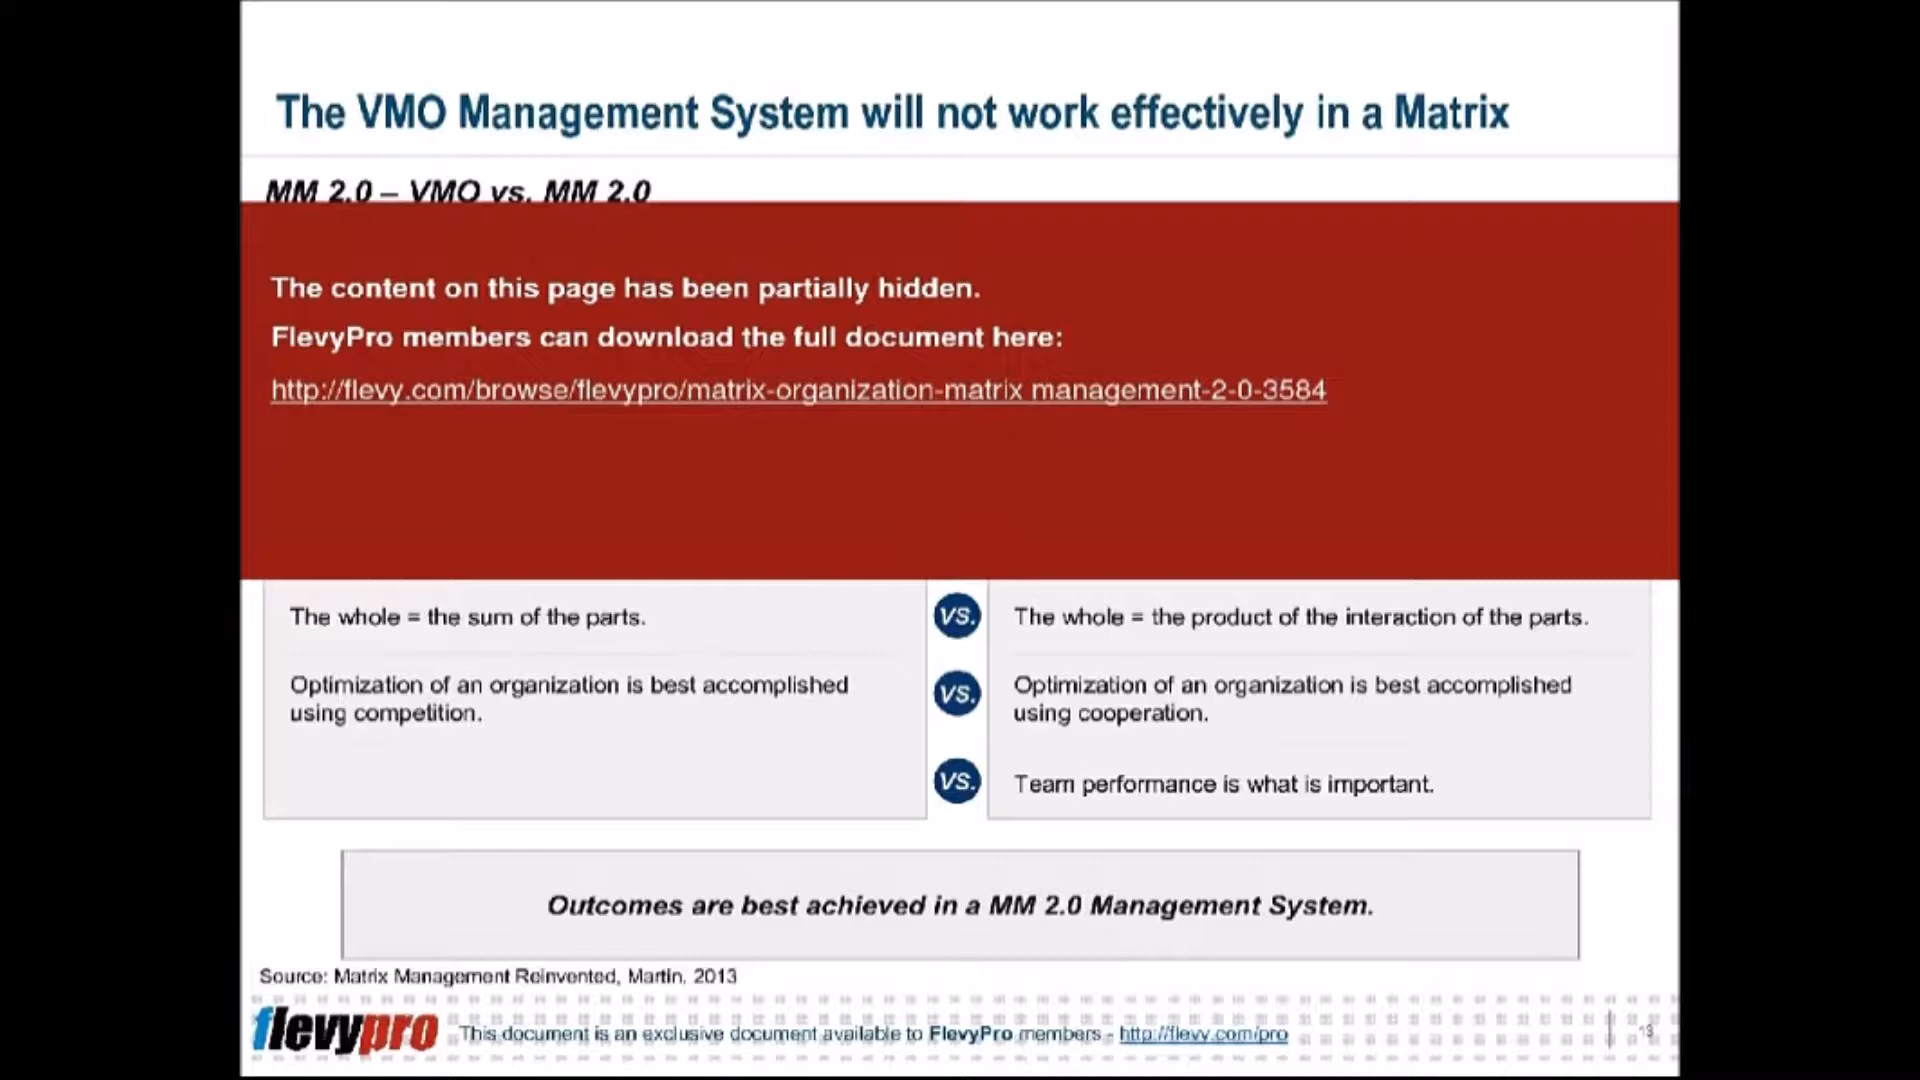 The VMO Management System will not work effectively in a Matrix
MM 2.0 – VMO vs. MM 2.0
The content on this page has been partially hidden.
FlevyPro members can download the full document here:
http://flevy.com/browse/flevypro/matrix-organization-matrix management-2-0-3584
The whole = the sum of the parts.
VS.
The whole = the product of the interaction of the parts.
Optimization of an organization is best accomplished
using competition.
VS.
Optimization of an organization is best accomplished
using cooperation.
VS.
Team performance is what is important.
Outcomes are best achieved in a MM 2.0 Management System.
Source: Matrix Management Reinvented, Martin, 2013
flevypro
This document is an exclusive document available to FlevyPro members - http://flevy.com/pro
13